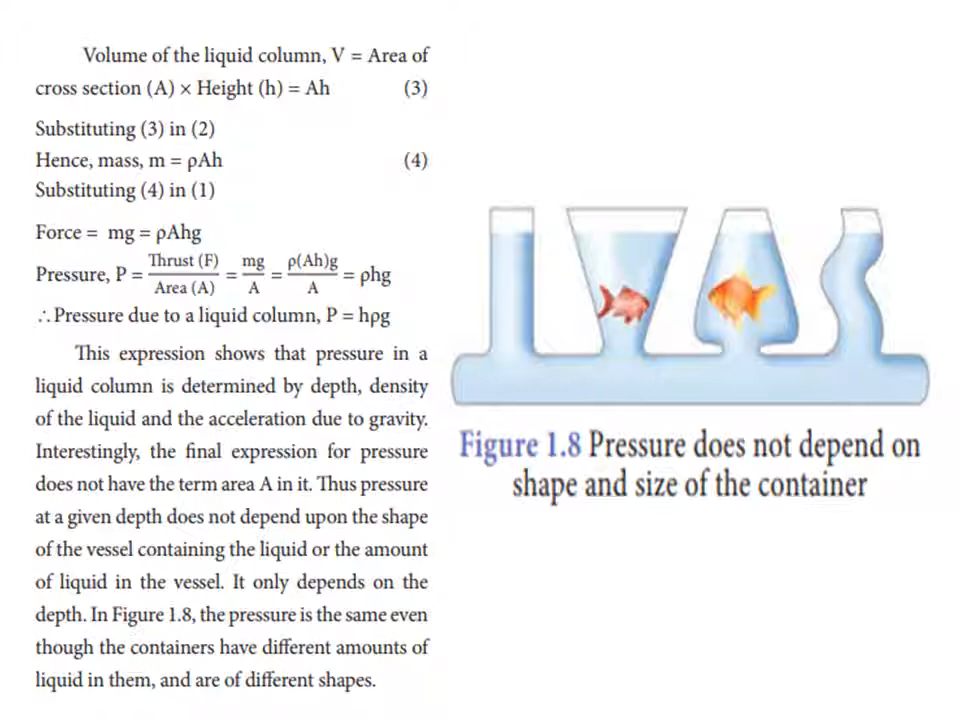 Volume of the liquid column, V = Area of
cross section (A) × Height (h) = Ah (3)
Substituting (3) in (2)
Hence, mass, m = ρAh (4)
Substituting (4) in (1)
Force = mg = ρAhg
Pressure, P = Thrust (F) / Area (A) = mg / A = ρ(Ah)g / A = ρhg
∴ Pressure due to a liquid column, P = hρg
This expression shows that pressure in a
liquid column is determined by depth, density
of the liquid and the acceleration due to gravity.
Interestingly, the final expression for pressure
does not have the term area A in it. Thus pressure
at a given depth does not depend upon the shape
of the vessel containing the liquid or the amount
of liquid in the vessel. It only depends on the
depth. In Figure 1.8, the pressure is the same even
though the containers have different amounts of
liquid in them, and are of different shapes.
Figure 1.8 Pressure does not depend on
shape and size of the container